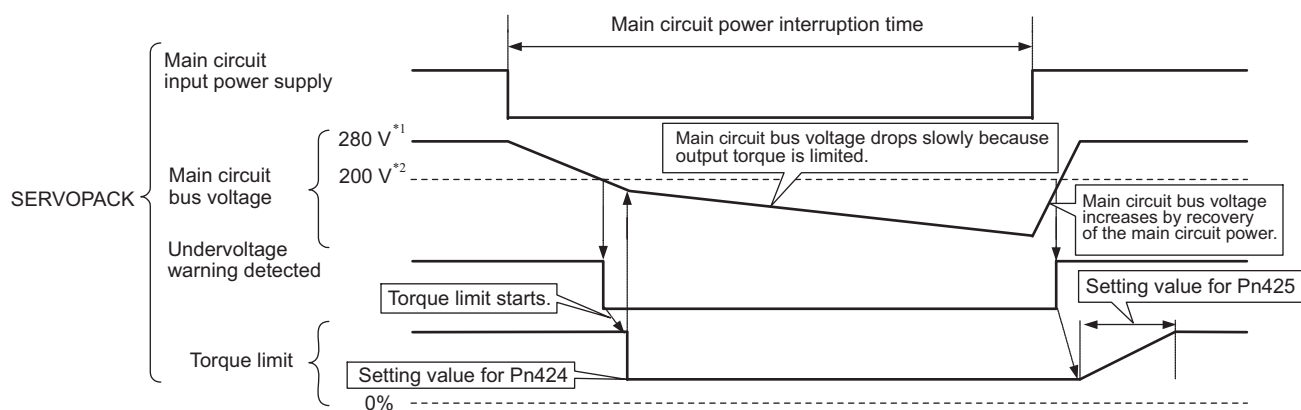 Main circuit power interruption time
Main circuit
input power supply
280 V*1
Main circuit bus voltage drops slowly because
output torque is limited.
200 V*2
Main circuit
bus voltage
SERVOPACK
Main circuit bus voltage
increases by recovery
of the main circuit power.
Undervoltage
warning detected
Setting value for Pn425
Torque limit starts.
Torque limit
Setting value for Pn424
0%